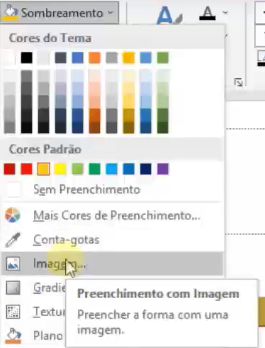 Sombreamento
Cores do Tema
Cores Padrão
Sem Preenchimento
Mais Cores de Preenchimento...
Conta-gotas
Imagem...
Gradie
Preenchimento com Imagem
Preencher a forma com uma
imagem.
Textur
Plano